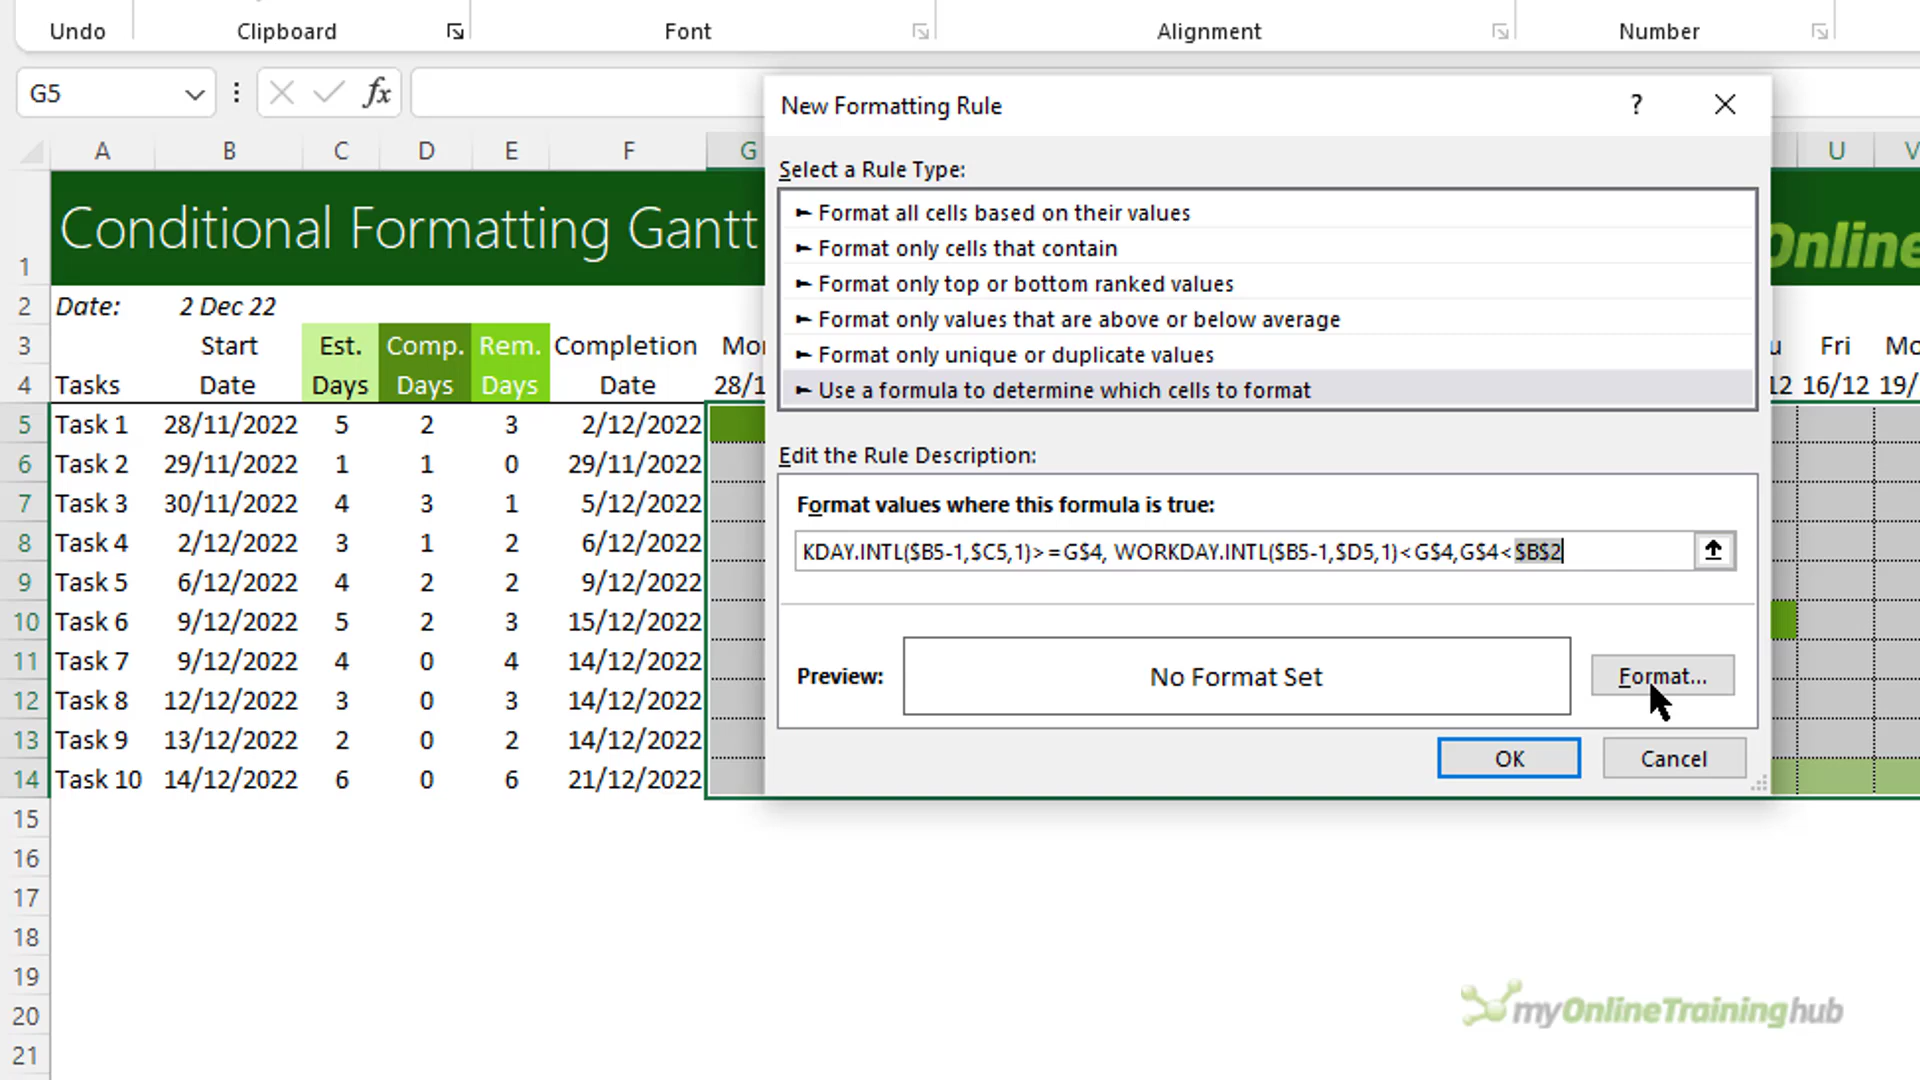 Undo Clipboard Font Alignment Number
G5 fx
New Formatting Rule ?
A B C D E F G U V
Select a Rule Type:
Format all cells based on their values
Format only cells that contain
Format only top or bottom ranked values
Format only values that are above or below average
Format only unique or duplicate values
Use a formula to determine which cells to format
Edit the Rule Description:
Format values where this formula is true:
KDAY.INTL($B5-1,$C5,1)>=G$4, WORKDAY.INTL($B5-1,$D5,1)<G$4,G$4<$B$2
Preview: No Format Set Format...
OK Cancel
1 Conditional Formatting Gantt Online
2 Date: 2 Dec 22
3 Start Est. Comp. Rem. Completion Mon u Fri Mo
4 Tasks Date Days Days Days Date 28/1 12 16/12 19/
5 Task 1 28/11/2022 5 2 3 2/12/2022
6 Task 2 29/11/2022 1 1 0 29/11/2022
7 Task 3 30/11/2022 4 3 1 5/12/2022
8 Task 4 2/12/2022 3 1 2 6/12/2022
9 Task 5 6/12/2022 4 2 2 9/12/2022
10 Task 6 9/12/2022 5 2 3 15/12/2022
11 Task 7 9/12/2022 4 0 4 14/12/2022
12 Task 8 12/12/2022 3 0 3 14/12/2022
13 Task 9 13/12/2022 2 0 2 14/12/2022
14 Task 10 14/12/2022 6 0 6 21/12/2022
15
16
17
18
19
20
21
myOnlineTraininghub